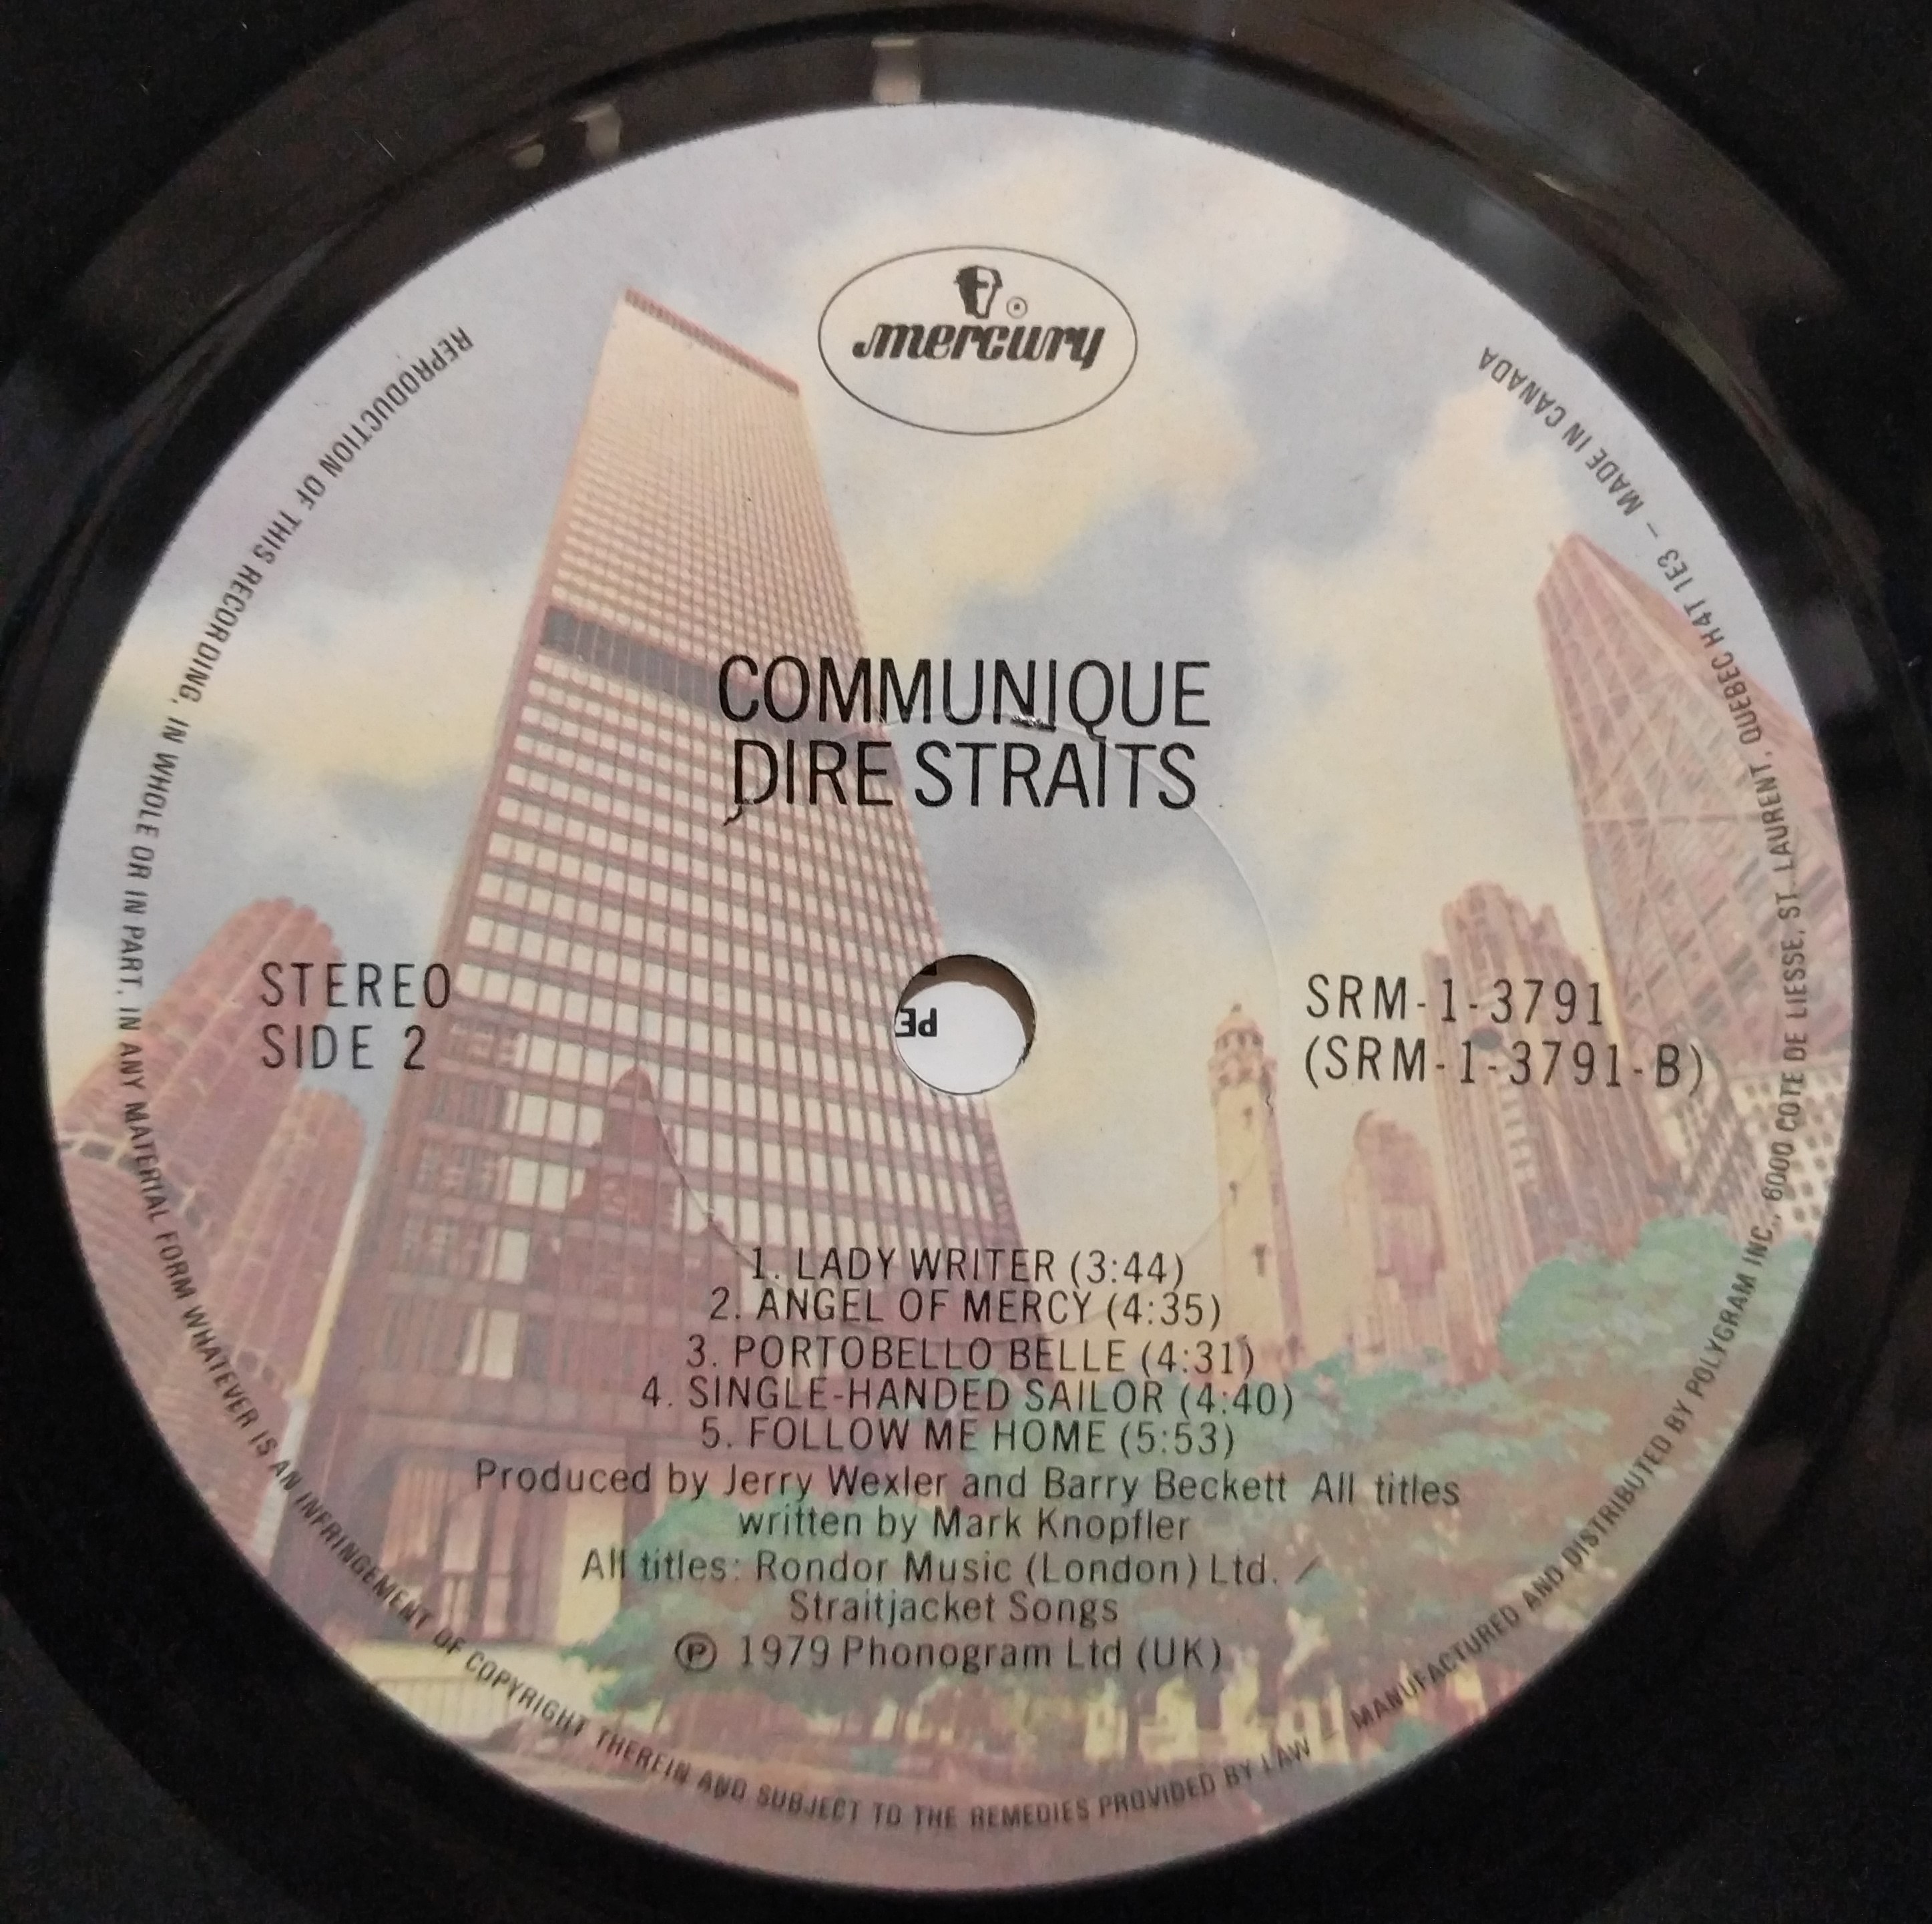 mercury
COMMUNIQUE
DIRE STRAITS
STEREO
SIDE 2
SRM-1-3791
(SRM-1-3791-B)
PE
1. LADY WRITER (3:44)
2. ANGEL OF MERCY (4:35)
3. PORTOBELLO BELLE (4:31)
4. SINGLE-HANDED SAILOR (4:40)
5. FOLLOW ME HOME (5:53)
Produced by Jerry Wexler and Barry Beckett All titles
written by Mark Knopfler
All titles: Rondor Music (London) Ltd. /
Straitjacket Songs
℗ 1979 Phonogram Ltd (UK)
REPRODUCTION OF THIS RECORDING, IN WHOLE OR IN PART, IN ANY MATERIAL FORM WHATEVER IS AN INFRINGEMENT OF COPYRIGHT THEREIN AND SUBJECT TO THE REMEDIES PROVIDED BY LAW – MANUFACTURED AND DISTRIBUTED BY POLYGRAM INC., 6000 COTE DE LIESSE, ST. LAURENT, QUEBEC H4T 1E3 – MADE IN CANADA